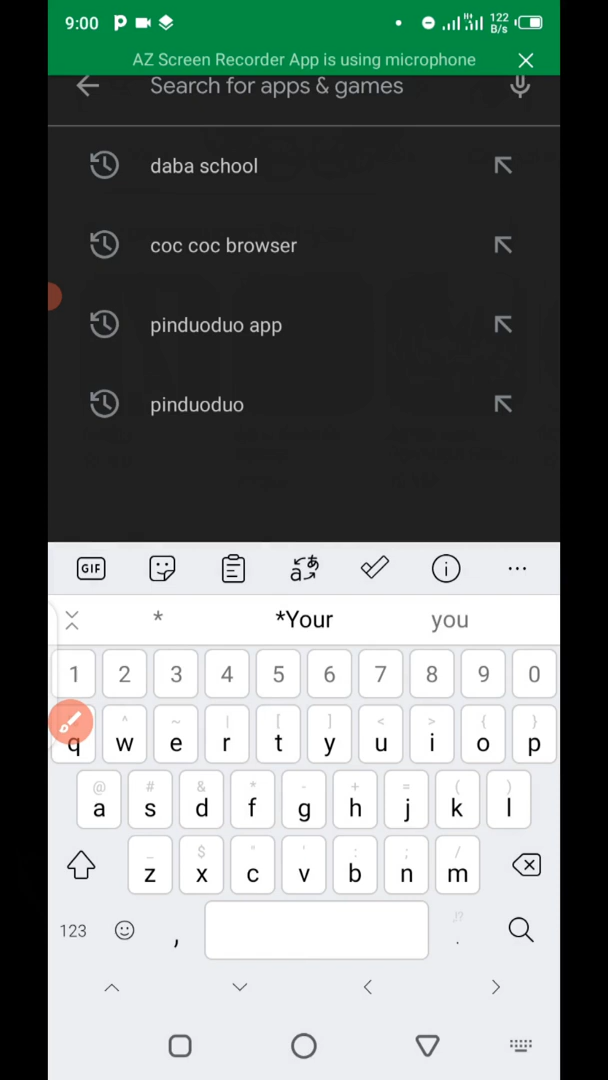 9:00 122 B/s
AZ Screen Recorder App is using microphone
Search for apps & games
daba school
coc coc browser
pinduoduo app
pinduoduo
GIF
* *Your you
1 2 3 4 5 6 7 8 9 0
^ ~ | [ ] < > { }
q w e r t y u i o p
@ # & * - + = ( )
a s d f g h j k l
_ $ " ' : ; /
z x c v b n m
!?
123 , .